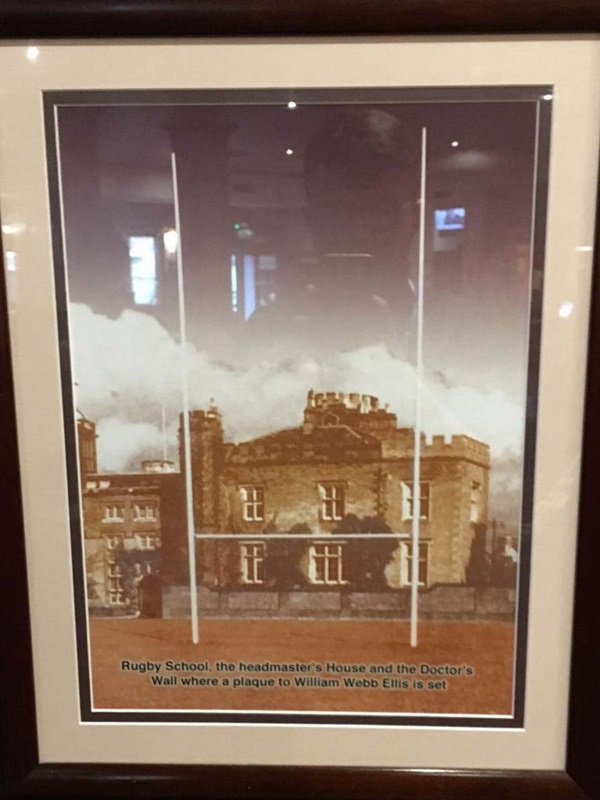 Rugby School, the headmaster's House and the Doctor's
Wall where a plaque to William Webb Ellis is set